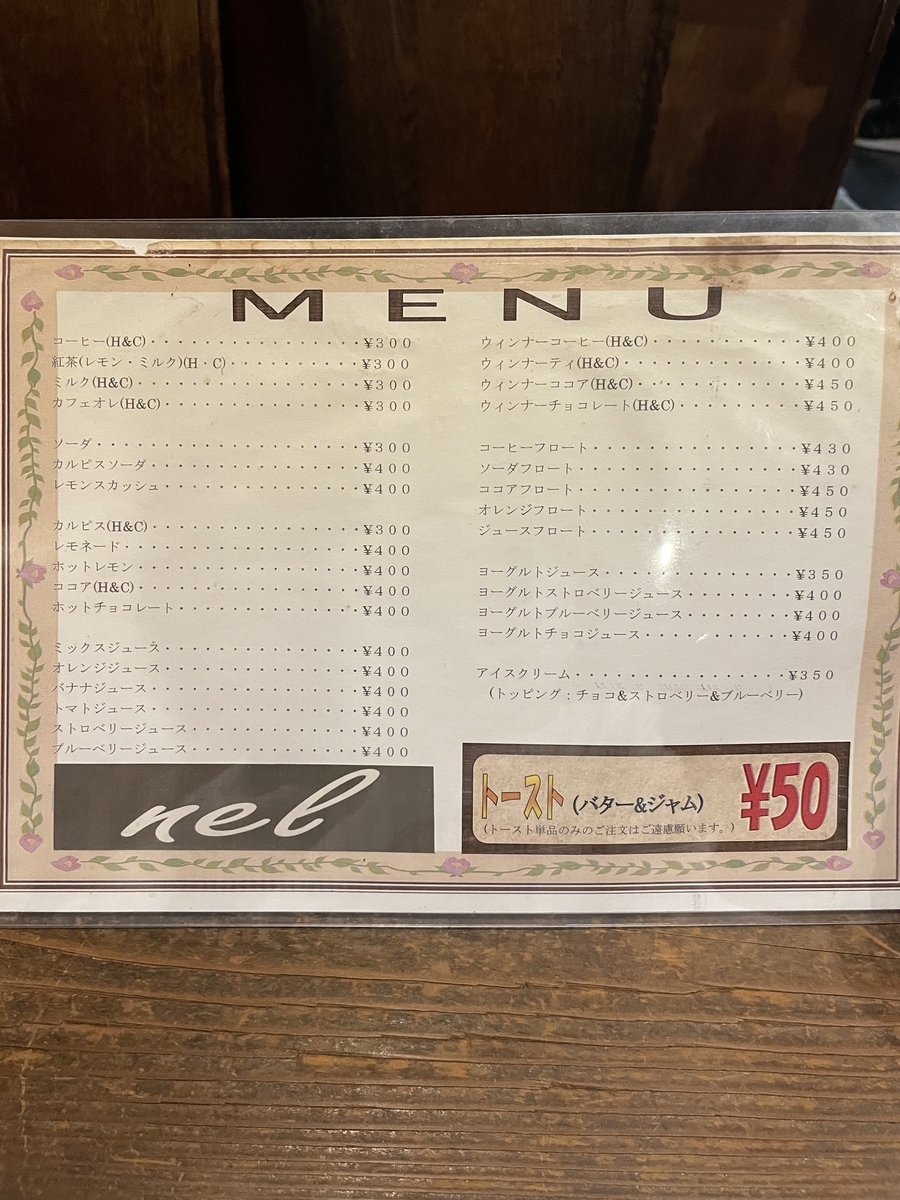 MENU
コーヒー(H&C)・・・・・・・・・・・・・・・・¥300
紅茶(レモン・ミルク)(H・C)・・・・・・・・・・¥300
ミルク(H&C)・・・・・・・・・・・・・・・・・¥300
カフェオレ(H&C)・・・・・・・・・・・・・・・¥300
ソーダ・・・・・・・・・・・・・・・・・・・・¥300
カルピスソーダ・・・・・・・・・・・・・・・・¥400
レモンスカッシュ・・・・・・・・・・・・・・・¥400
カルピス(H&C)・・・・・・・・・・・・・・・・¥300
レモネード・・・・・・・・・・・・・・・・・・¥400
ホットレモン・・・・・・・・・・・・・・・・・¥400
ココア(H&C)・・・・・・・・・・・・・・・・・¥400
ホットチョコレート・・・・・・・・・・・・・・¥400
ミックスジュース・・・・・・・・・・・・・・・¥400
オレンジジュース・・・・・・・・・・・・・・・¥400
バナナジュース・・・・・・・・・・・・・・・・¥400
トマトジュース・・・・・・・・・・・・・・・・¥400
ストロベリージュース・・・・・・・・・・・・・¥400
ブルーベリージュース・・・・・・・・・・・・・¥400
nel
ウィンナーコーヒー(H&C)・・・・・・・・・・・¥400
ウィンナーティ(H&C)・・・・・・・・・・・・・¥400
ウィンナーココア(H&C)・・・・・・・・・・・・¥450
ウィンナーチョコレート(H&C)・・・・・・・・・¥450
コーヒーフロート・・・・・・・・・・・・・・・¥430
ソーダフロート・・・・・・・・・・・・・・・・¥430
ココアフロート・・・・・・・・・・・・・・・・¥450
オレンジフロート・・・・・・・・・・・・・・・¥450
ジュースフロート・・・・・・・・・・・・・・・¥450
ヨーグルトジュース・・・・・・・・・・・・・・¥350
ヨーグルトストロベリージュース・・・・・・・・¥400
ヨーグルトブルーベリージュース・・・・・・・・¥400
ヨーグルトチョコジュース・・・・・・・・・・・¥400
アイスクリーム・・・・・・・・・・・・・・・・¥350
(トッピング：チョコ&ストロベリー&ブルーベリー)
トースト(バター&ジャム) ¥50
(トースト単品のみのご注文はご遠慮願います。)